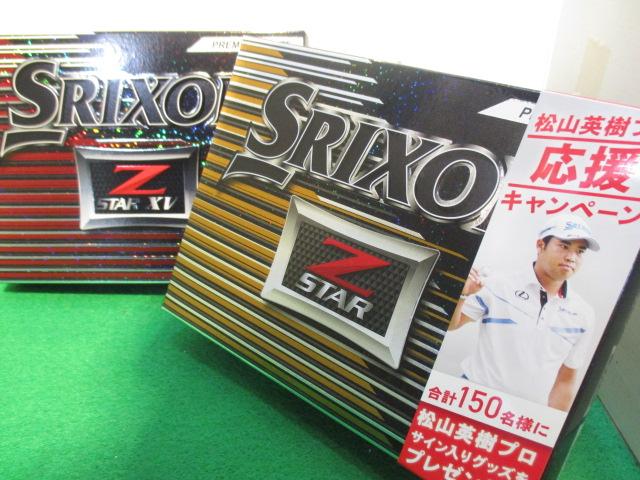 PREM
SRIXO
Z
STAR XV
P
SRIXO
Z
STAR
松山英樹プ
応援
キャンペーン
SRIXON
合計150名様に
松山英樹プロ
サイン入りグッズを
プレゼン